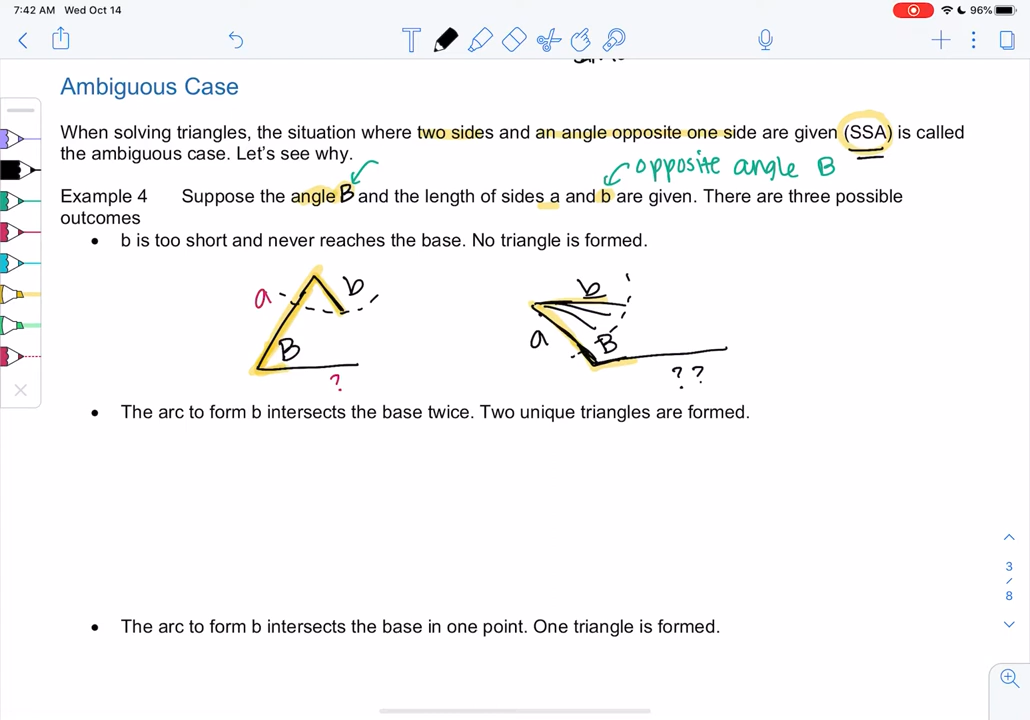 7:42 AM Wed Oct 14
96%
T
Ambiguous Case
When solving triangles, the situation where two sides and an angle opposite one side are given (SSA) is called
the ambiguous case. Let's see why.
opposite angle B
Example 4 Suppose the angle B and the length of sides a and b are given. There are three possible
outcomes
• b is too short and never reaches the base. No triangle is formed.
a b b
B a B
? ??
• The arc to form b intersects the base twice. Two unique triangles are formed.
3
/
8
• The arc to form b intersects the base in one point. One triangle is formed.